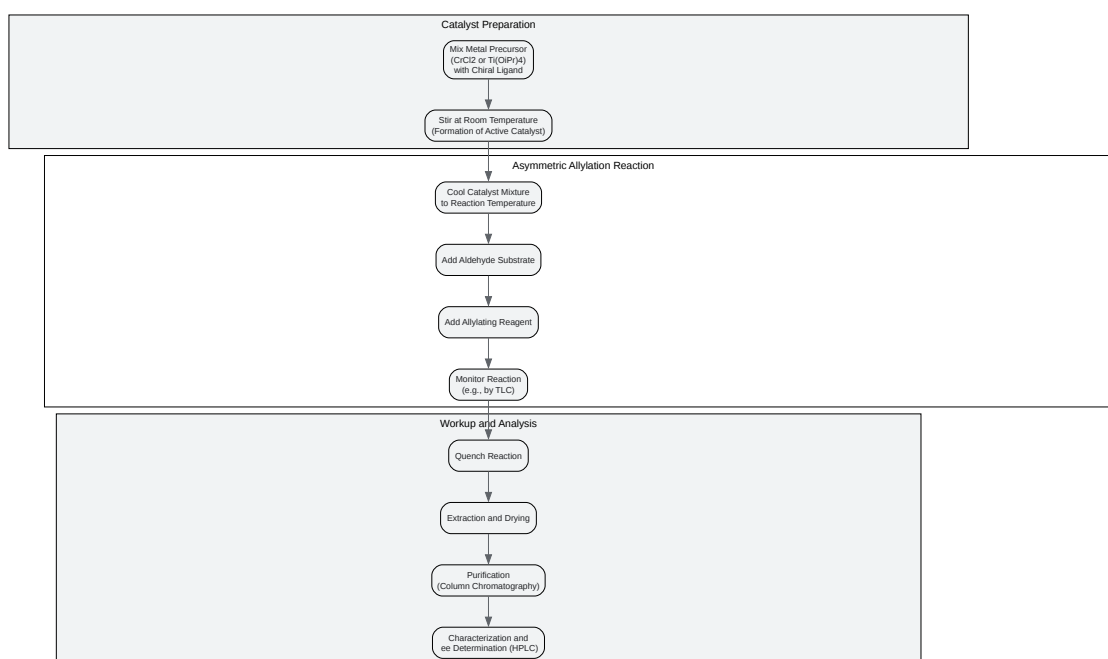 Catalyst Preparation
Mix Metal Precursor
(CrCl2 or Ti(OiPr)4)
with Chiral Ligand
Stir at Room Temperature
(Formation of Active Catalyst)
Asymmetric Allylation Reaction
Cool Catalyst Mixture
to Reaction Temperature
Add Aldehyde Substrate
Add Allylating Reagent
Monitor Reaction
(e.g., by TLC)
Workup and Analysis
Quench Reaction
Extraction and Drying
Purification
(Column Chromatography)
Characterization and
ee Determination (HPLC)